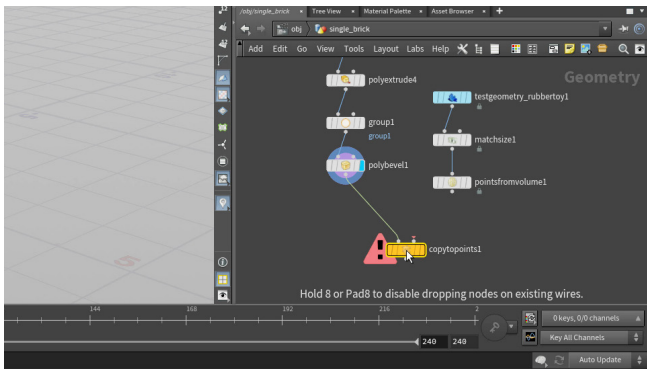 /obj/single_brick
Tree View
Material Palette
Asset Browser
obj
single_brick
Add Edit Go View Tools Layout Labs Help
Geometry
polyextrude4
testgeometry_rubbertoy1
group1
group1
matchsize1
polybevel1
pointsfromvolume1
copytopoints1
Hold 8 or Pad8 to disable dropping nodes on existing wires.
144 168 192 216 2
0 keys, 0/0 channels
240 240
Key All Channels
Auto Update